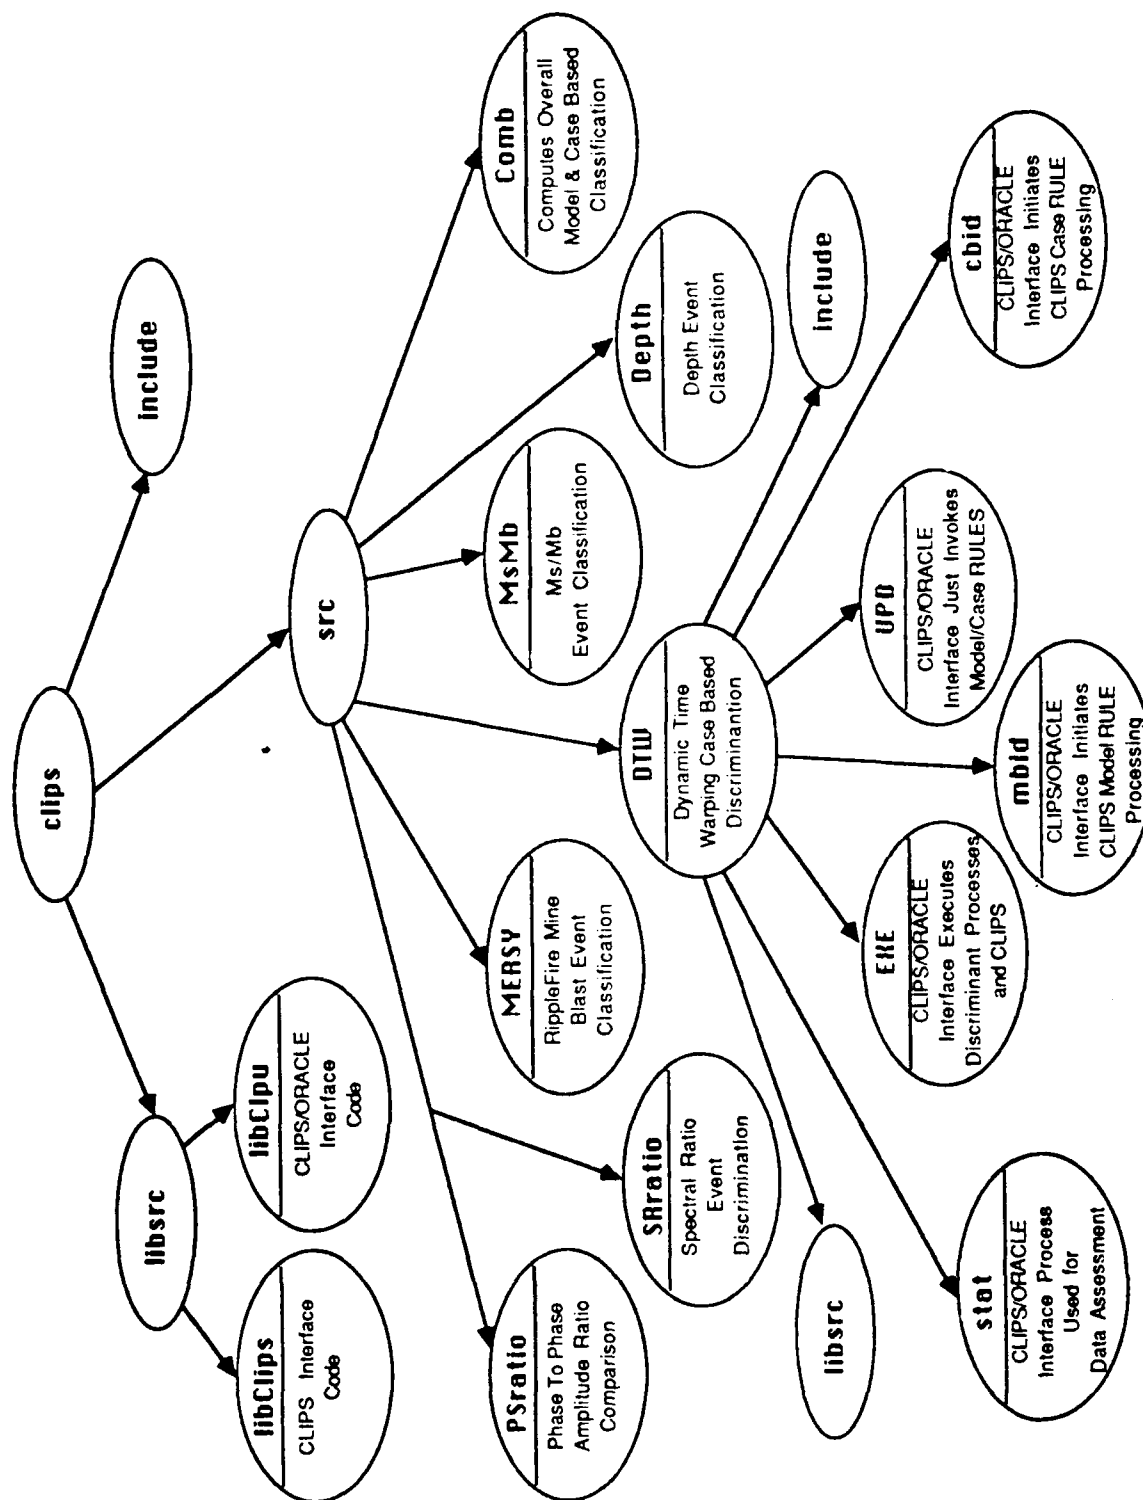 clips
libsrc
src
include
libClips
CLIPS Interface
Code
libClpu
CLIPS/ORACLE
Interface
Code
PSratio
Phase To Phase
Amplitude Ratio
Comparison
SRratio
Spectral Ratio
Event
Discrimination
MERSY
RippleFire Mine
Blast Event
Classification
DTW
Dynamic Time
Warping Case Based
Discriminantion
MsMb
Ms/Mb
Event Classification
Depth
Depth Event
Classification
Comb
Computes Overall
Model & Case Based
Classification
libsrc
stat
CLIPS/ORACLE
Interface Process
Used for
Data Assessment
EXE
CLIPS/ORACLE
Interface Executes
Discriminant Processes
and CLIPS
mbid
CLIPS/ORACLE
Interface Initiates
CLIPS Model RULE
Processing
UPD
CLIPS/ORACLE
Interface Just Invokes
Model/Case RULES
include
cbid
CLIPS/ORACLE
Interface Initiates
CLIPS Case RULE
Processing